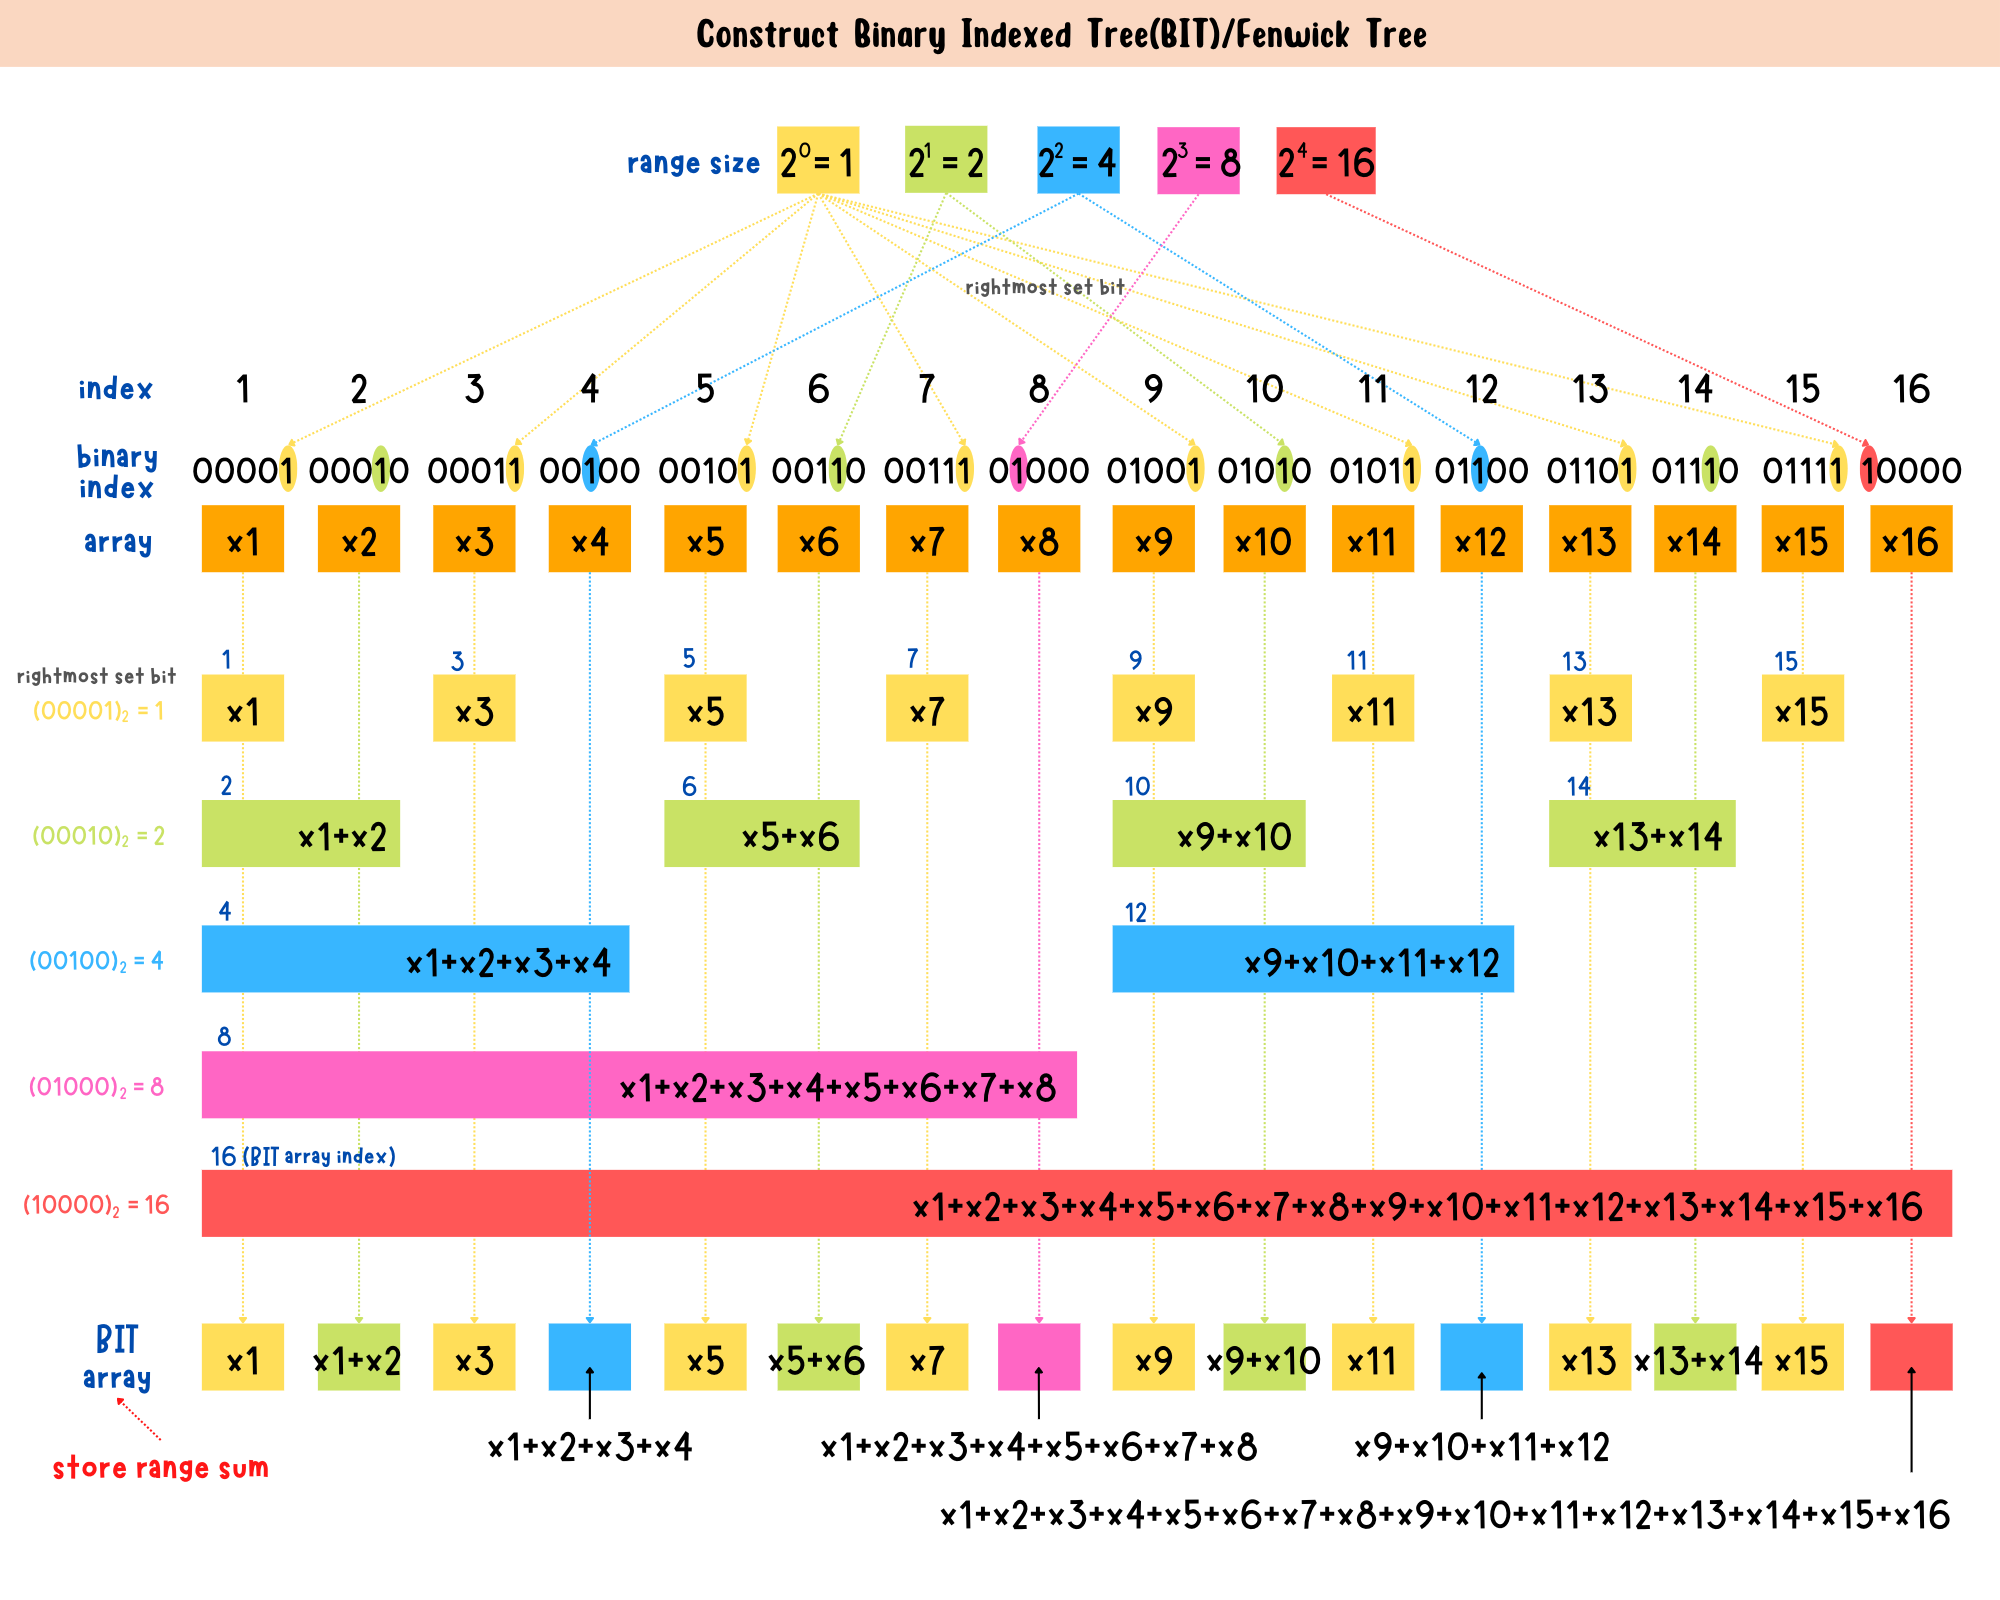 Construct Binary Indexed Tree(BIT)/Fenwick Tree
range size 2⁰= 1 2¹ = 2 2² = 4 2³ = 8 2⁴ = 16
rightmost set bit
index 1 2 3 4 5 6 7 8 9 10 11 12 13 14 15 16
binary index 00001 00010 00011 00100 00101 00110 00111 01000 01001 01010 01011 01100 01101 01110 01111 10000
array x1 x2 x3 x4 x5 x6 x7 x8 x9 x10 x11 x12 x13 x14 x15 x16
1 3 5 7 9 11 13 15
rightmost set bit
(00001)₂ = 1 x1 x3 x5 x7 x9 x11 x13 x15
2 6 10 14
(00010)₂ = 2 x1+x2 x5+x6 x9+x10 x13+x14
4 12
(00100)₂ = 4 x1+x2+x3+x4 x9+x10+x11+x12
8
(01000)₂ = 8 x1+x2+x3+x4+x5+x6+x7+x8
16 (BIT array index)
(10000)₂ = 16 x1+x2+x3+x4+x5+x6+x7+x8+x9+x10+x11+x12+x13+x14+x15+x16
BIT array x1 x1+x2 x3 x5 x5+x6 x7 x9 x9+x10 x11 x13 x13+x14 x15
x1+x2+x3+x4 x1+x2+x3+x4+x5+x6+x7+x8 x9+x10+x11+x12
store range sum
x1+x2+x3+x4+x5+x6+x7+x8+x9+x10+x11+x12+x13+x14+x15+x16